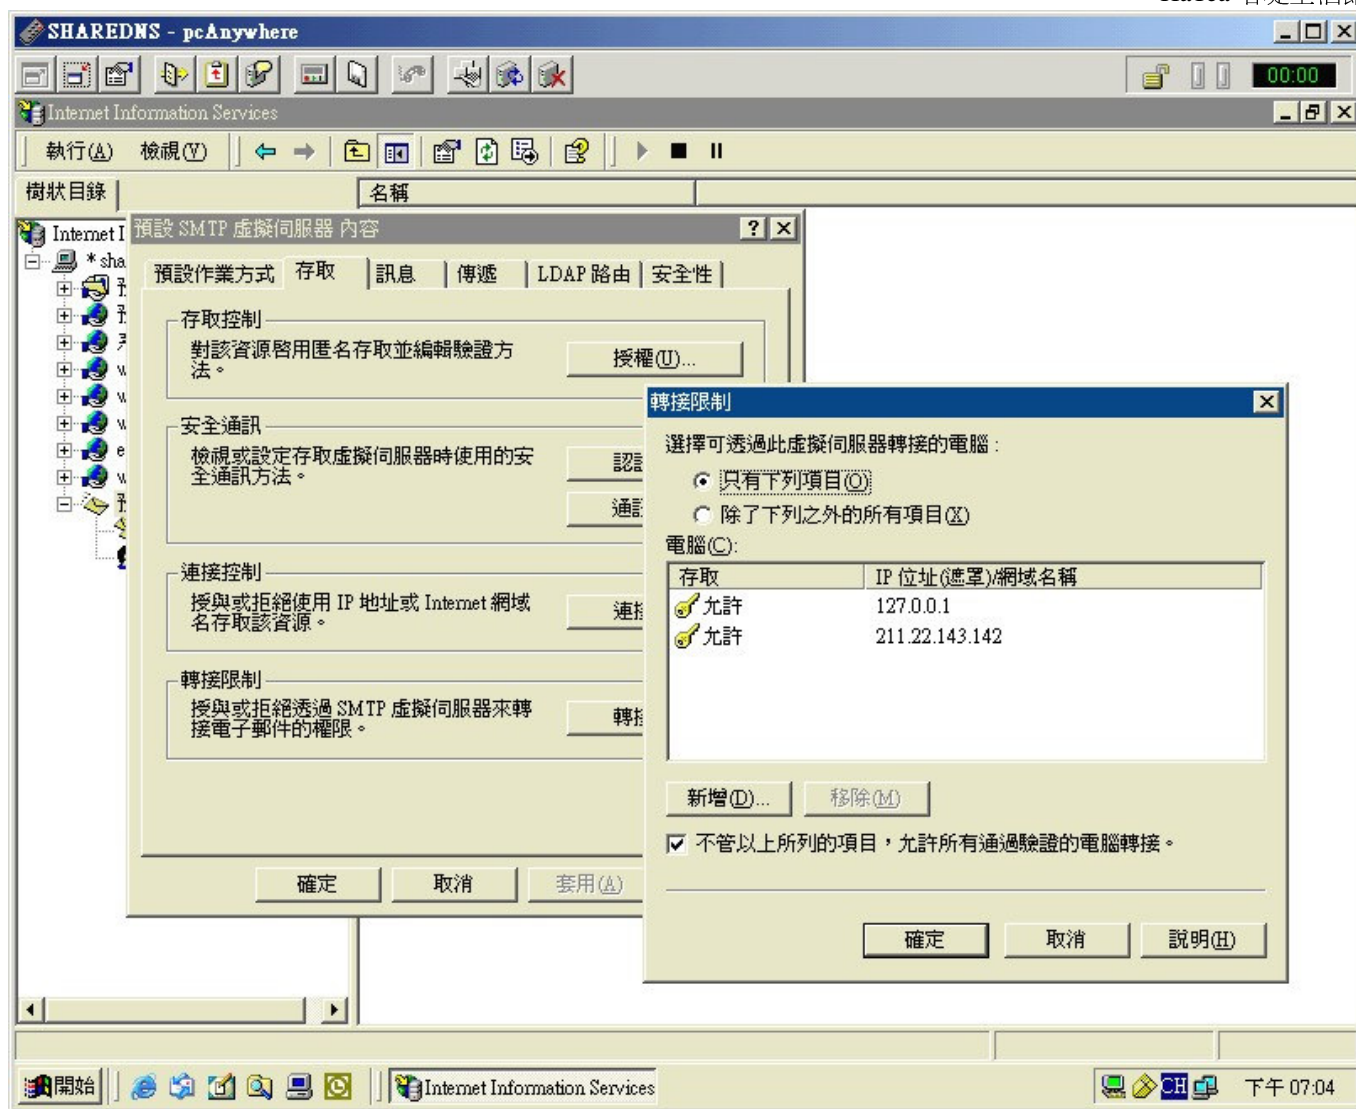 SHAREDNS - pcAnywhere
00:00
Internet Information Services
執行(A) 檢視(V)
樹狀目錄
名稱
Internet I
* sha
預設 SMTP 虛擬伺服器 內容
預設作業方式 存取 訊息 傳遞 LDAP 路由 安全性
存取控制
對該資源啓用匿名存取並編輯驗證方
法。
授權(U)...
安全通訊
檢視或設定存取虛擬伺服器時使用的安
全通訊方法。
連接控制
授與或拒絕使用 IP 地址或 Internet 網域
名存取該資源。
轉接限制
授與或拒絕透過 SMTP 虛擬伺服器來轉
接電子郵件的權限。
確定 取消 套用(A)
轉接限制
選擇可透過此虛擬伺服器轉接的電腦:
只有下列項目(O)
除了下列之外的所有項目(X)
電腦(C):
存取 IP 位址(遮罩)/網域名稱
允許 127.0.0.1
允許 211.22.143.142
新增(D)... 移除(M)
不管以上所列的項目，允許所有通過驗證的電腦轉接。
確定 取消 說明(H)
開始 Internet Information Services CH 下午 07:04